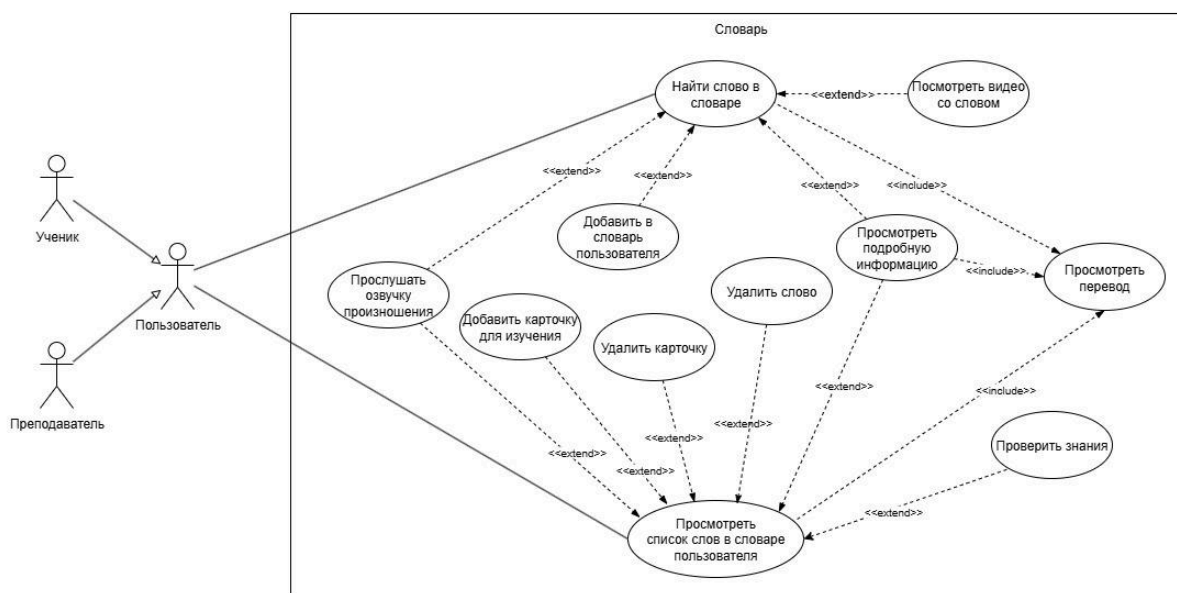 Словарь
Найти слово в
словаре
<<extend>>
Посмотреть видео
со словом
<<extend>>
<<extend>>
<<extend>>
<<include>>
Ученик
Добавить в
словарь
пользователя
Просмотреть
подробную
информацию
<<include>>
Просмотреть
перевод
Прослушать
озвучку
произношения
Удалить слово
Пользователь
Добавить карточку
для изучения
Удалить карточку
<<extend>>
<<include>>
Преподаватель
<<extend>>
<<extend>>
<<extend>>
<<extend>>
Проверить знания
<<extend>>
Просмотреть
список слов в словаре
пользователя